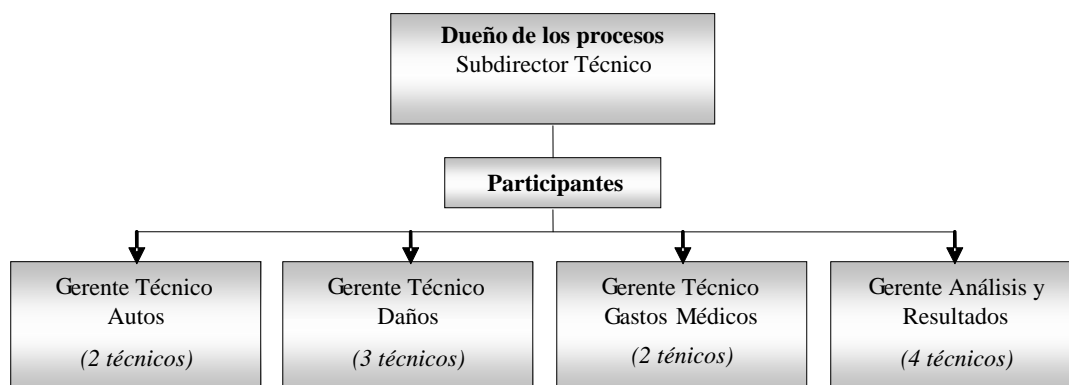 Dueño de los procesos
Subdirector Técnico
Participantes
Gerente Técnico
Autos
(2 técnicos)
Gerente Técnico
Daños
(3 técnicos)
Gerente Técnico
Gastos Médicos
(2 ténicos)
Gerente Análisis y
Resultados
(4 técnicos)